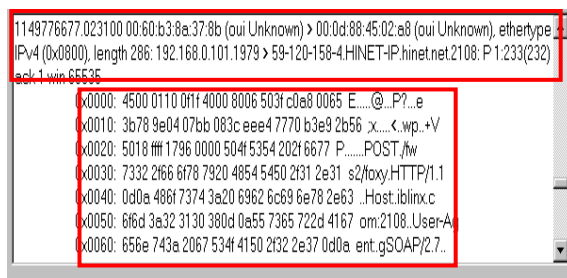 1149776677.023100 00:60:b3:8a:37:8b (oui Unknown) > 00:0d:88:45:02:a8 (oui Unknown), ethertype
IPv4 (0x0800), length 286: 192.168.0.101.1979 > 59-120-158-4.HINET-IP.hinet.net.2108: P 1:233(232)
ack 1 win 65535
0x0000: 4500 0110 0f1f 4000 8006 503f c0a8 0065 E.....@...P?...e
0x0010: 3b78 9e04 07bb 083c eee4 7770 b3e9 2b56 ;x.....<..wp..+V
0x0020: 5018 ffff 1796 0000 504f 5354 202f 6677 P.......POST./fw
0x0030: 7332 2f66 6f78 7920 4854 5450 2f31 2e31 s2/foxy.HTTP/1.1
0x0040: 0d0a 486f 7374 3a20 6962 6c69 6e78 2e63 ..Host:.iblinx.c
0x0050: 6f6d 3a32 3130 380d 0a55 7365 722d 4167 om:2108..User-Ag
0x0060: 656e 743a 2067 534f 4150 2f32 2e37 0d0a ent:.gSOAP/2.7..